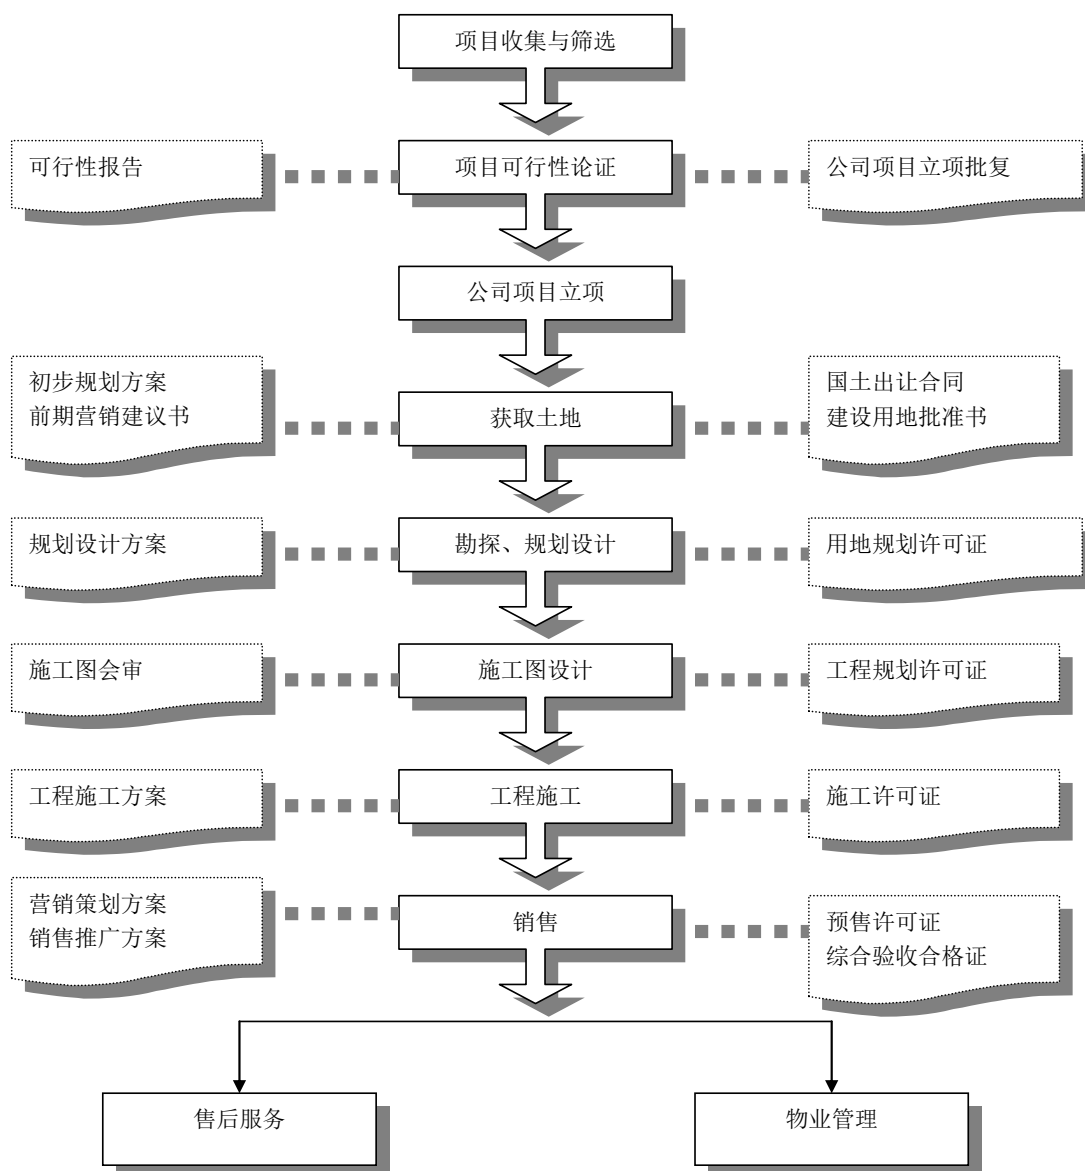 项目收集与筛选
可行性报告
项目可行性论证
公司项目立项批复
公司项目立项
初步规划方案
前期营销建议书
获取土地
国土出让合同
建设用地批准书
规划设计方案
勘探、规划设计
用地规划许可证
施工图会审
施工图设计
工程规划许可证
工程施工方案
工程施工
施工许可证
营销策划方案
销售推广方案
销售
预售许可证
综合验收合格证
售后服务
物业管理